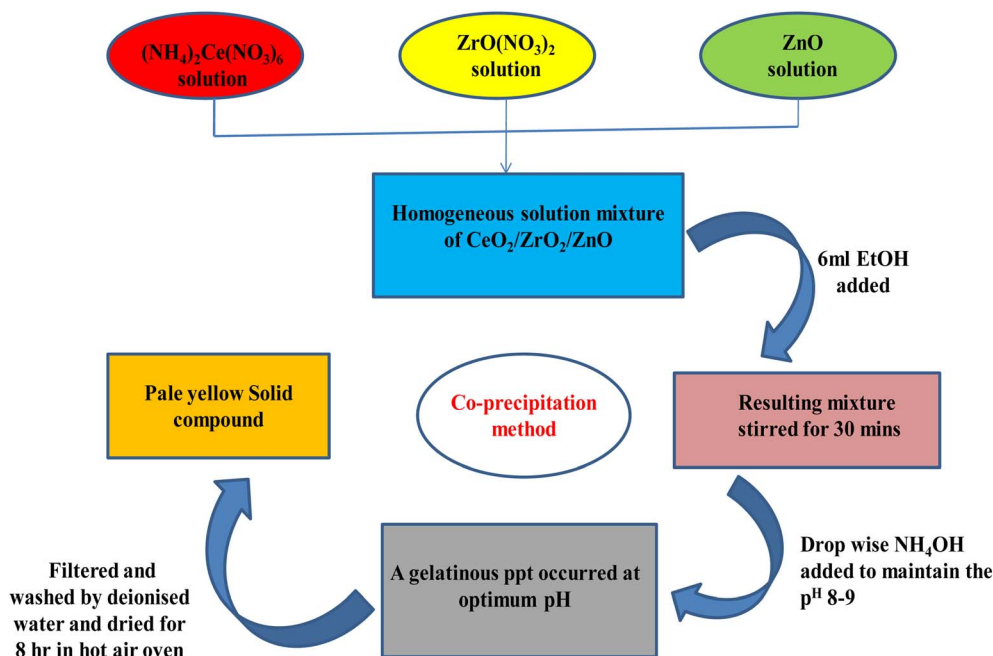 (NH₄)₂Ce(NO₃)₆
solution
ZrO(NO₃)₂
solution
ZnO
solution
Homogeneous solution mixture
of CeO₂/ZrO₂/ZnO
6ml EtOH
added
Pale yellow Solid
compound
Co-precipitation
method
Resulting mixture
stirred for 30 mins
Drop wise NH₄OH
added to maintain the
pᴴ 8-9
A gelatinous ppt occurred at
optimum pH
Filtered and
washed by deionised
water and dried for
8 hr in hot air oven